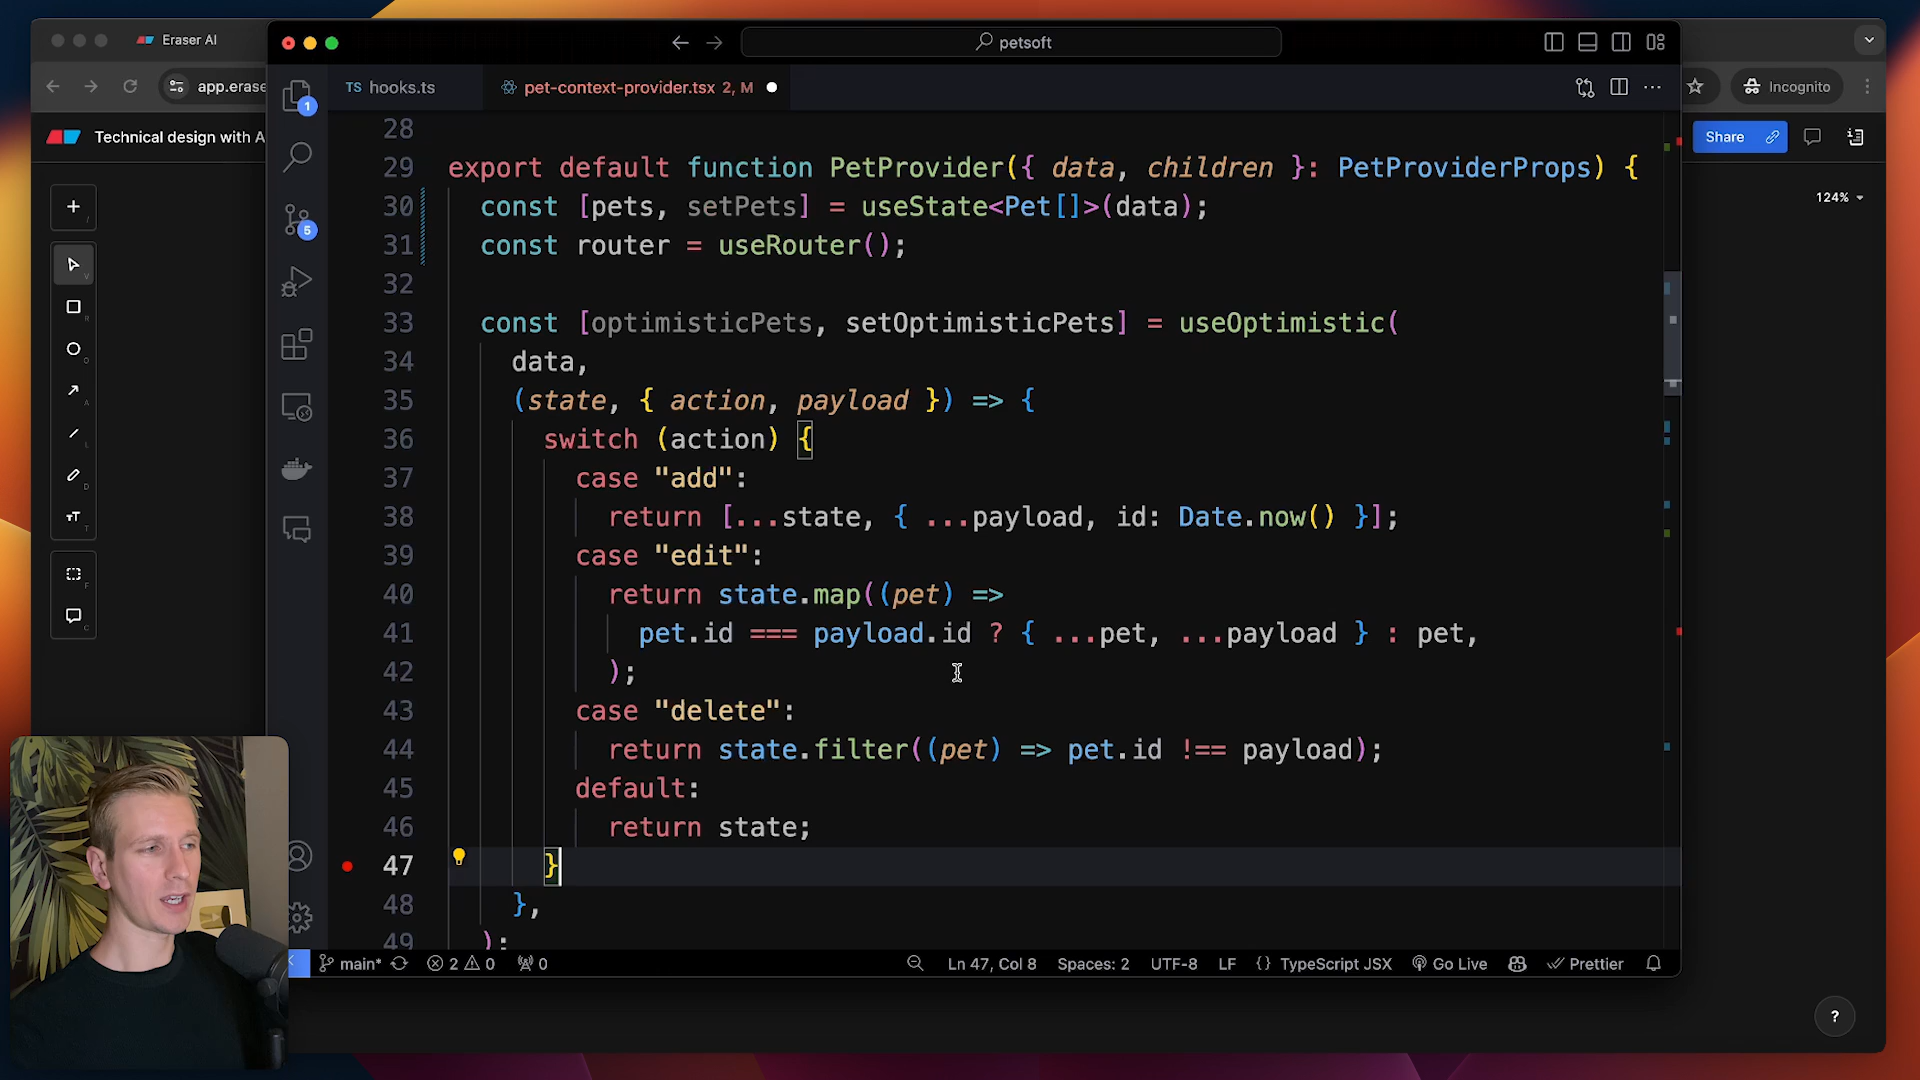 Eraser AI
petsoft
app.erase
Incognito
Technical design with A
Share
124%
TS hooks.ts
pet-context-provider.tsx 2, M
1
5
28
29 export default function PetProvider({ data, children }: PetProviderProps) {
30 const [pets, setPets] = useState<Pet[]>(data);
31 const router = useRouter();
32
33 const [optimisticPets, setOptimisticPets] = useOptimistic(
34 data,
35 (state, { action, payload }) => {
36 switch (action) {
37 case "add":
38 return [...state, { ...payload, id: Date.now() }];
39 case "edit":
40 return state.map((pet) =>
41 pet.id === payload.id ? { ...pet, ...payload } : pet,
42 );
43 case "delete":
44 return state.filter((pet) => pet.id !== payload);
45 default:
46 return state;
47 }
48 },
49 );
main* 2 0 0 Ln 47, Col 8 Spaces: 2 UTF-8 LF {} TypeScript JSX Go Live Prettier
?